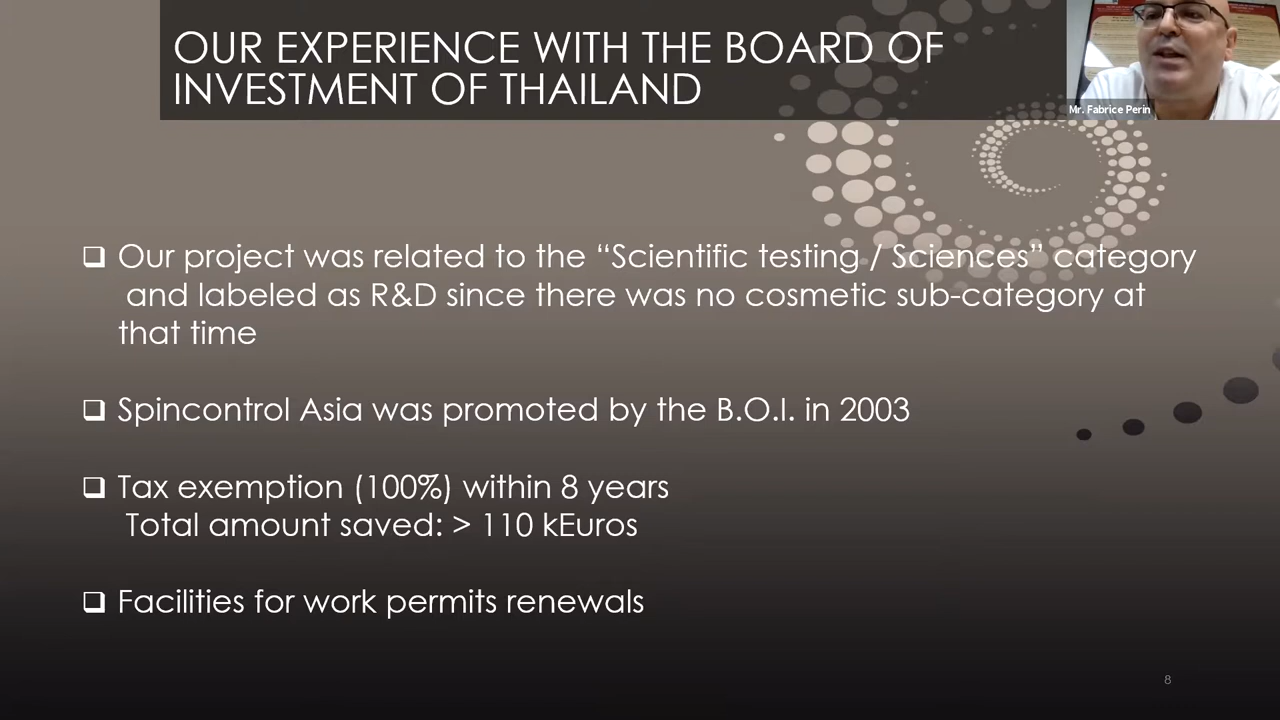 OUR EXPERIENCE WITH THE BOARD OF
INVESTMENT OF THAILAND
Mr. Fabrice Perin
Our project was related to the “Scientific testing / Sciences” category
and labeled as R&D since there was no cosmetic sub-category at
that time
Spincontrol Asia was promoted by the B.O.I. in 2003
Tax exemption (100%) within 8 years
Total amount saved: > 110 kEuros
Facilities for work permits renewals
8